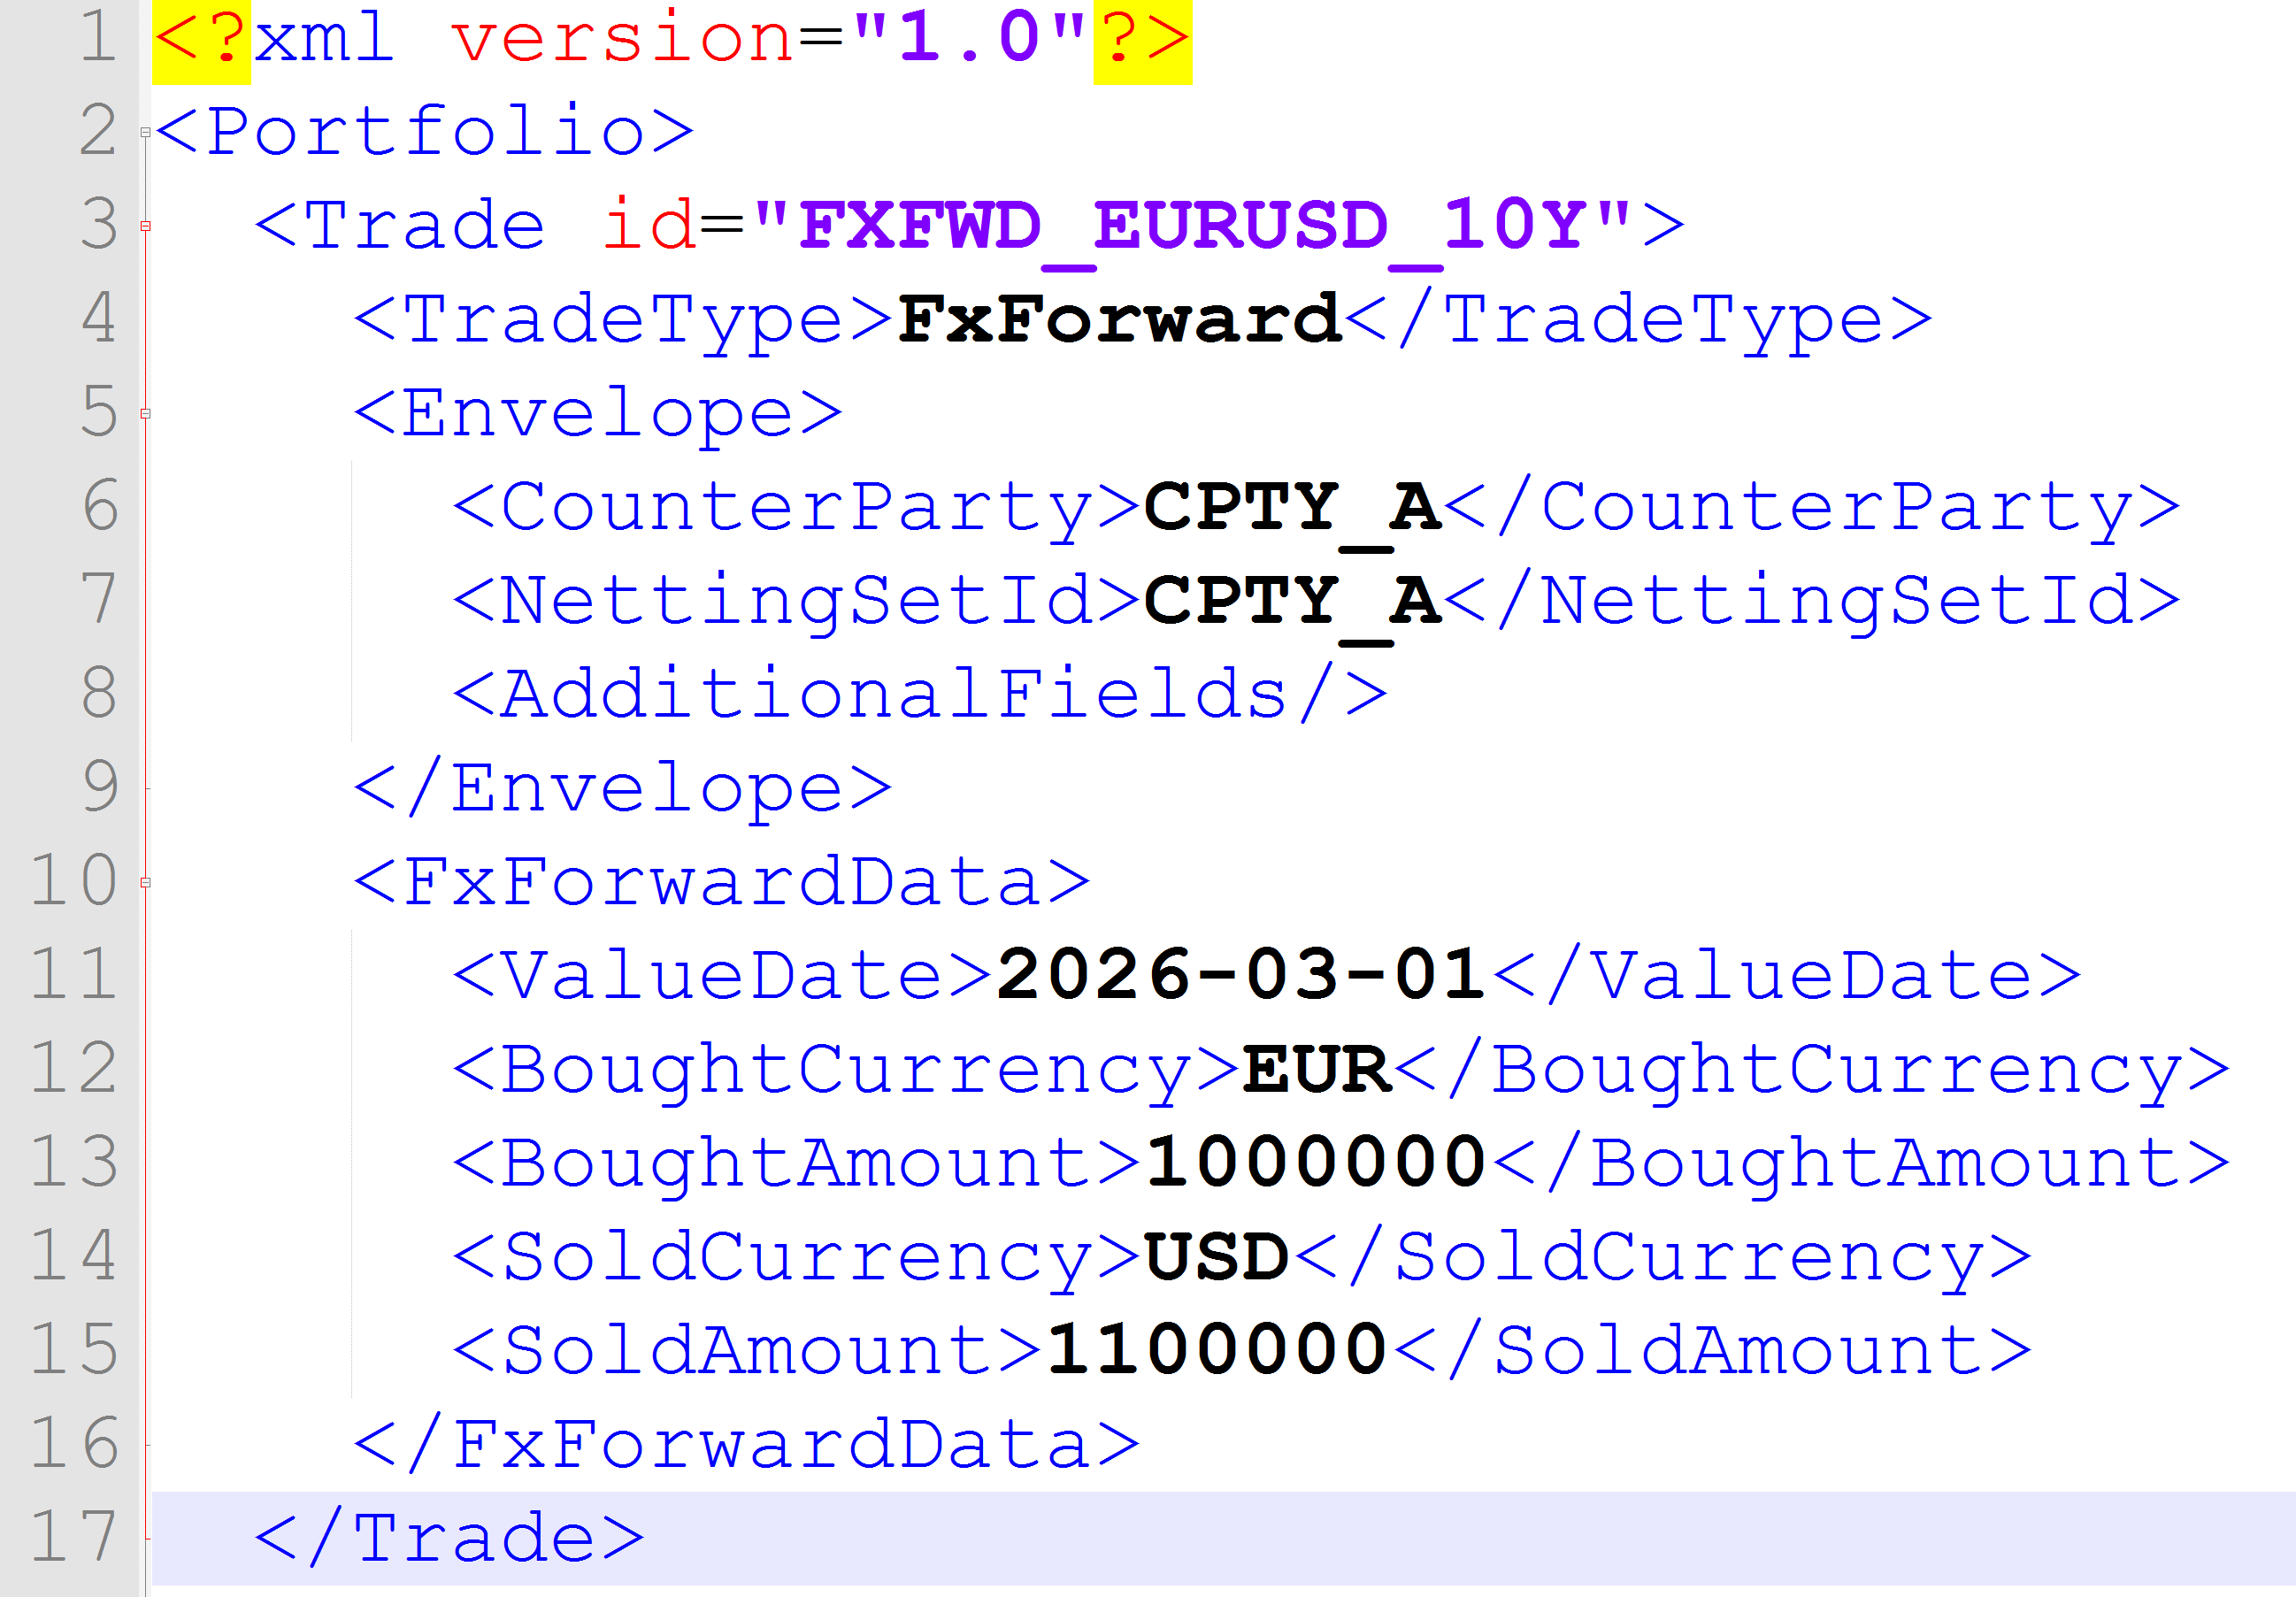 1 <?xml version="1.0"?>
2 <Portfolio>
3 <Trade id="FXFWD_EURUSD_10Y">
4 <TradeType>FxForward</TradeType>
5 <Envelope>
6 <CounterParty>CPTY_A</CounterParty>
7 <NettingSetId>CPTY_A</NettingSetId>
8 <AdditionalFields/>
9 </Envelope>
10 <FxForwardData>
11 <ValueDate>2026-03-01</ValueDate>
12 <BoughtCurrency>EUR</BoughtCurrency>
13 <BoughtAmount>1000000</BoughtAmount>
14 <SoldCurrency>USD</SoldCurrency>
15 <SoldAmount>1100000</SoldAmount>
16 </FxForwardData>
17 </Trade>